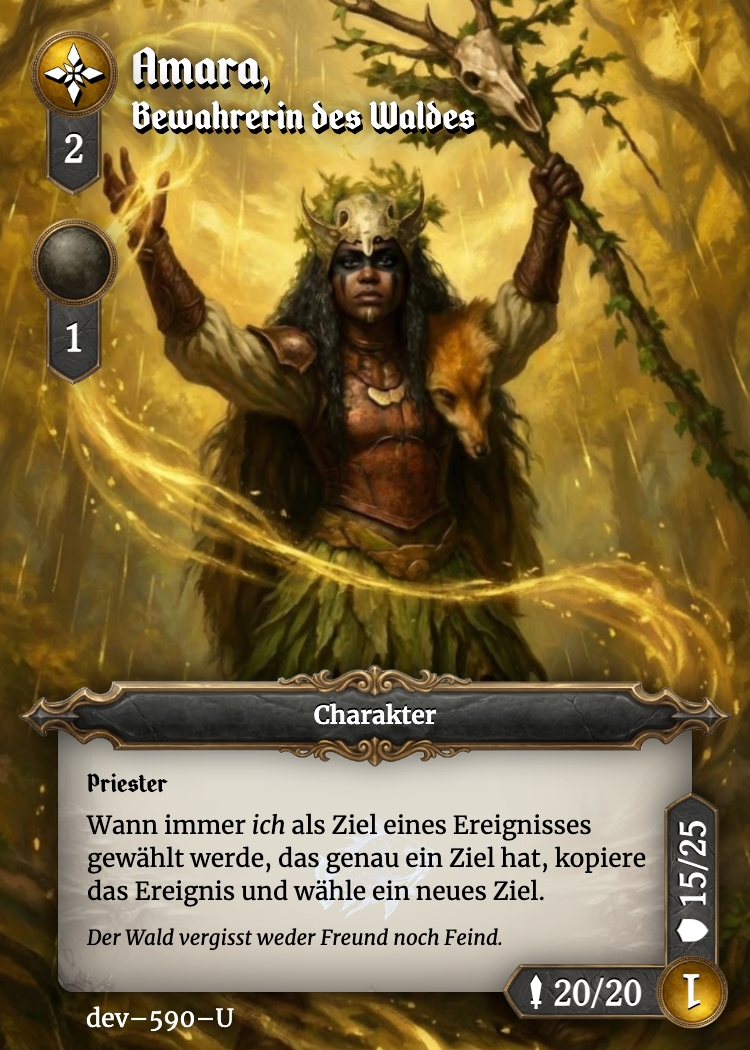 Amara,
Bewahrerin des Waldes
2
1
Charakter
Priester
Wann immer ich als Ziel eines Ereignisses
gewählt werde, das genau ein Ziel hat, kopiere
das Ereignis und wähle ein neues Ziel.
Der Wald vergisst weder Freund noch Feind.
15/25
20/20
1
dev–590–U